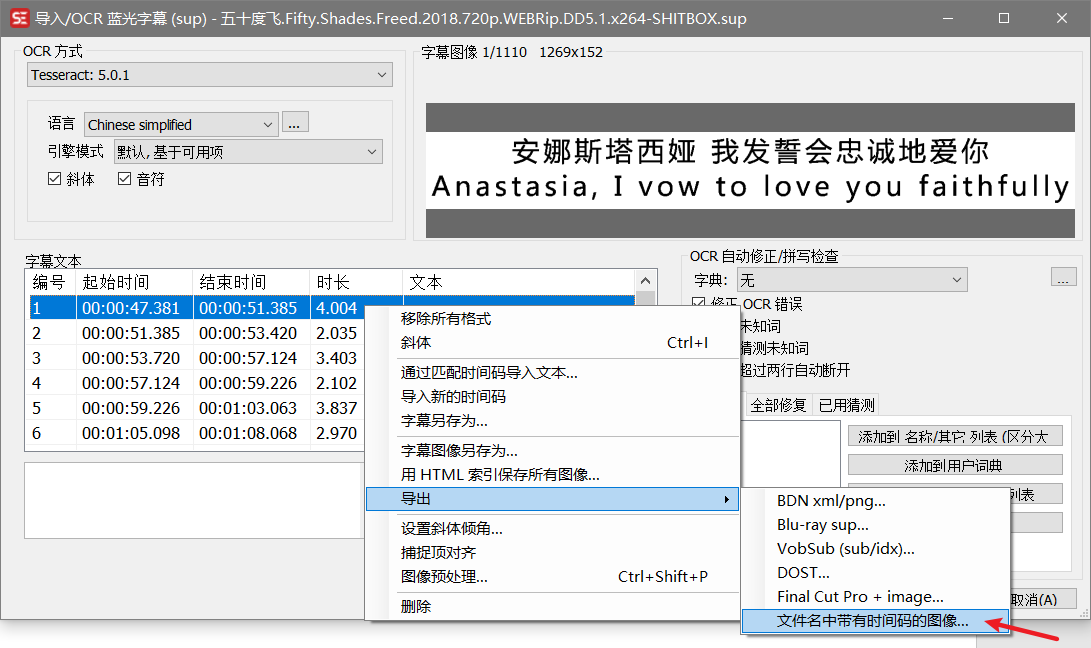 SE 导入/OCR 蓝光字幕 (sup) - 五十度飞.Fifty.Shades.Freed.2018.720p.WEBRip.DD5.1.x264-SHITBOX.sup
OCR 方式
Tesseract: 5.0.1
语言 Chinese simplified ...
引擎模式 默认, 基于可用项
斜体 音符
字幕图像 1/1110 1269x152
安娜斯塔西娅 我发誓会忠诚地爱你
Anastasia, I vow to love you faithfully
字幕文本
编号 起始时间 结束时间 时长 文本
1 00:00:47.381 00:00:51.385 4.004
2 00:00:51.385 00:00:53.420 2.035
3 00:00:53.720 00:00:57.124 3.403
4 00:00:57.124 00:00:59.226 2.102
5 00:00:59.226 00:01:03.063 3.837
6 00:01:05.098 00:01:08.068 2.970
OCR 自动修正/拼写检查
字典: 无 ...
修正 OCR 错误
未知词
猜测未知词
超过两行自动断开
全部修复 已用猜测
添加到 名称/其它 列表 (区分大
添加到用户词典
列表
取消(A)
移除所有格式
斜体 Ctrl+I
通过匹配时间码导入文本...
导入新的时间码
字幕另存为...
字幕图像另存为...
用 HTML 索引保存所有图像...
导出
设置斜体倾角...
捕捉顶对齐
图像预处理... Ctrl+Shift+P
删除
BDN xml/png...
Blu-ray sup...
VobSub (sub/idx)...
DOST...
Final Cut Pro + image...
文件名中带有时间码的图像...